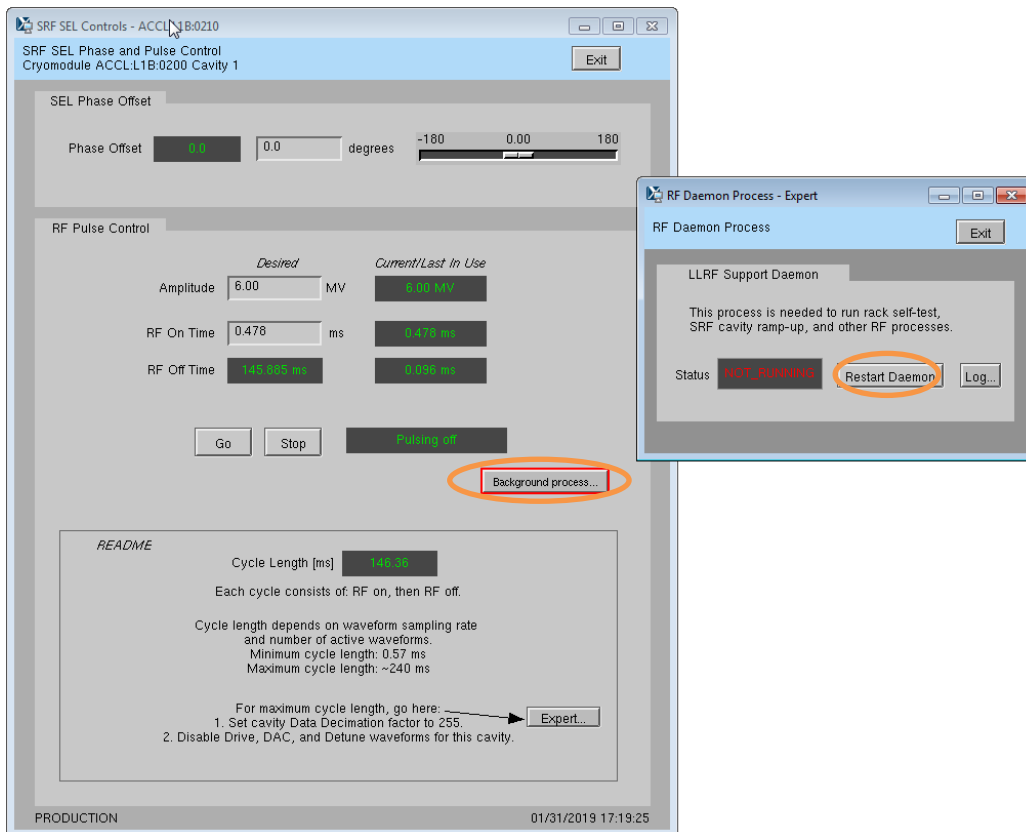 SRF SEL Controls - ACCL:L1B:0210
SRF SEL Phase and Pulse Control
Cryomodule ACCL:L1B:0200 Cavity 1
Exit
SEL Phase Offset
Phase Offset 0.0 0.0 degrees -180 0.00 180
RF Pulse Control
Desired Current/Last In Use
Amplitude 6.00 MV 6.00 MV
RF On Time 0.478 ms 0.478 ms
RF Off Time 145.885 ms 0.096 ms
Go Stop Pulsing off
Background process...
README
Cycle Length [ms] 146.36
Each cycle consists of: RF on, then RF off.
Cycle length depends on waveform sampling rate
and number of active waveforms.
Minimum cycle length: 0.57 ms
Maximum cycle length: ~240 ms
For maximum cycle length, go here:
1. Set cavity Data Decimation factor to 255.
Expert...
2. Disable Drive, DAC, and Detune waveforms for this cavity.
PRODUCTION 01/31/2019 17:19:25
RF Daemon Process - Expert
RF Daemon Process
Exit
LLRF Support Daemon
This process is needed to run rack self-test,
SRF cavity ramp-up, and other RF processes.
Status NOT_RUNNING Restart Daemon Log...